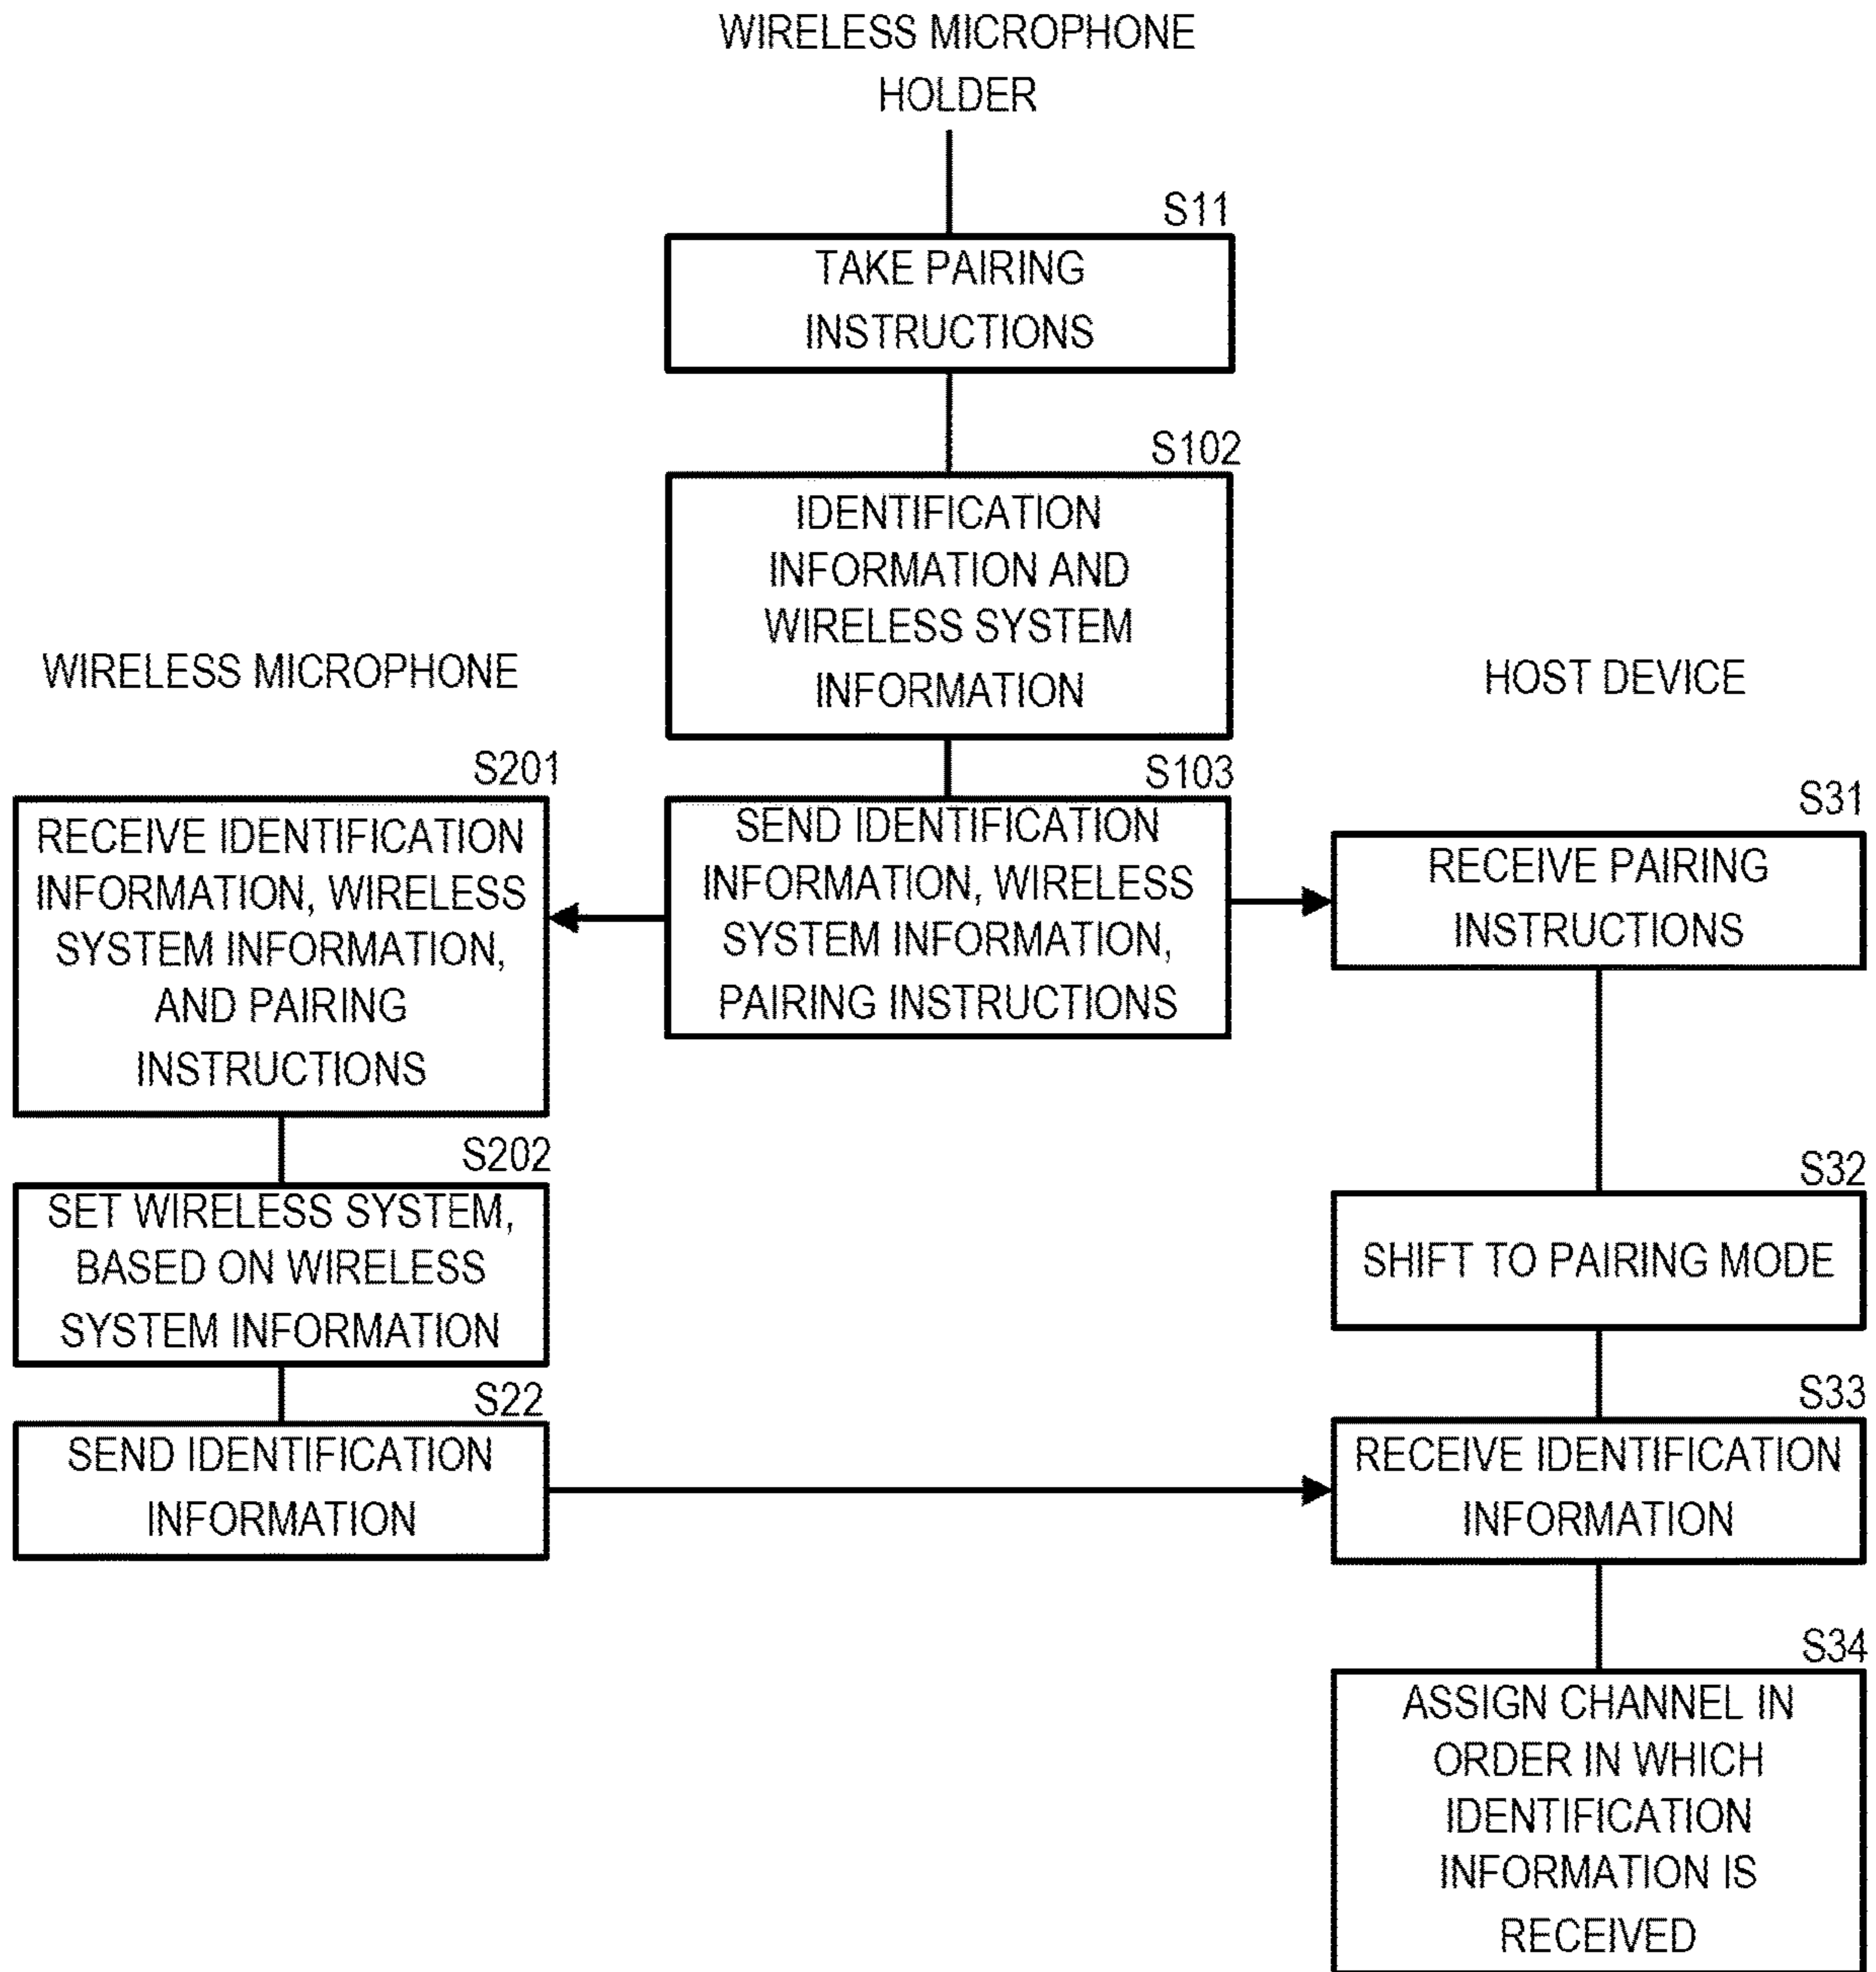 WIRELESS MICROPHONE
HOLDER
S11
TAKE PAIRING
INSTRUCTIONS
S102
IDENTIFICATION
INFORMATION AND
WIRELESS SYSTEM
INFORMATION
WIRELESS MICROPHONE
HOST DEVICE
S201
RECEIVE IDENTIFICATION
INFORMATION, WIRELESS
SYSTEM INFORMATION,
AND PAIRING
INSTRUCTIONS
S103
SEND IDENTIFICATION
INFORMATION, WIRELESS
SYSTEM INFORMATION,
PAIRING INSTRUCTIONS
S31
RECEIVE PAIRING
INSTRUCTIONS
S202
SET WIRELESS SYSTEM,
BASED ON WIRELESS
SYSTEM INFORMATION
S32
SHIFT TO PAIRING MODE
S22
SEND IDENTIFICATION
INFORMATION
S33
RECEIVE IDENTIFICATION
INFORMATION
S34
ASSIGN CHANNEL IN
ORDER IN WHICH
IDENTIFICATION
INFORMATION IS
RECEIVED